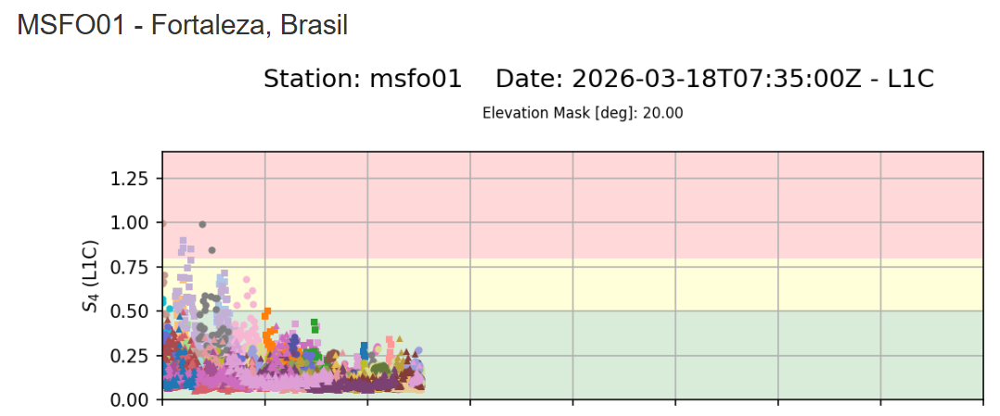 MSFO01 - Fortaleza, Brasil
Station: msfo01 Date: 2026-03-18T07:35:00Z - L1C
Elevation Mask [deg]: 20.00
1.25
1.00
0.75
0.50
0.25
0.00
S4 (L1C)